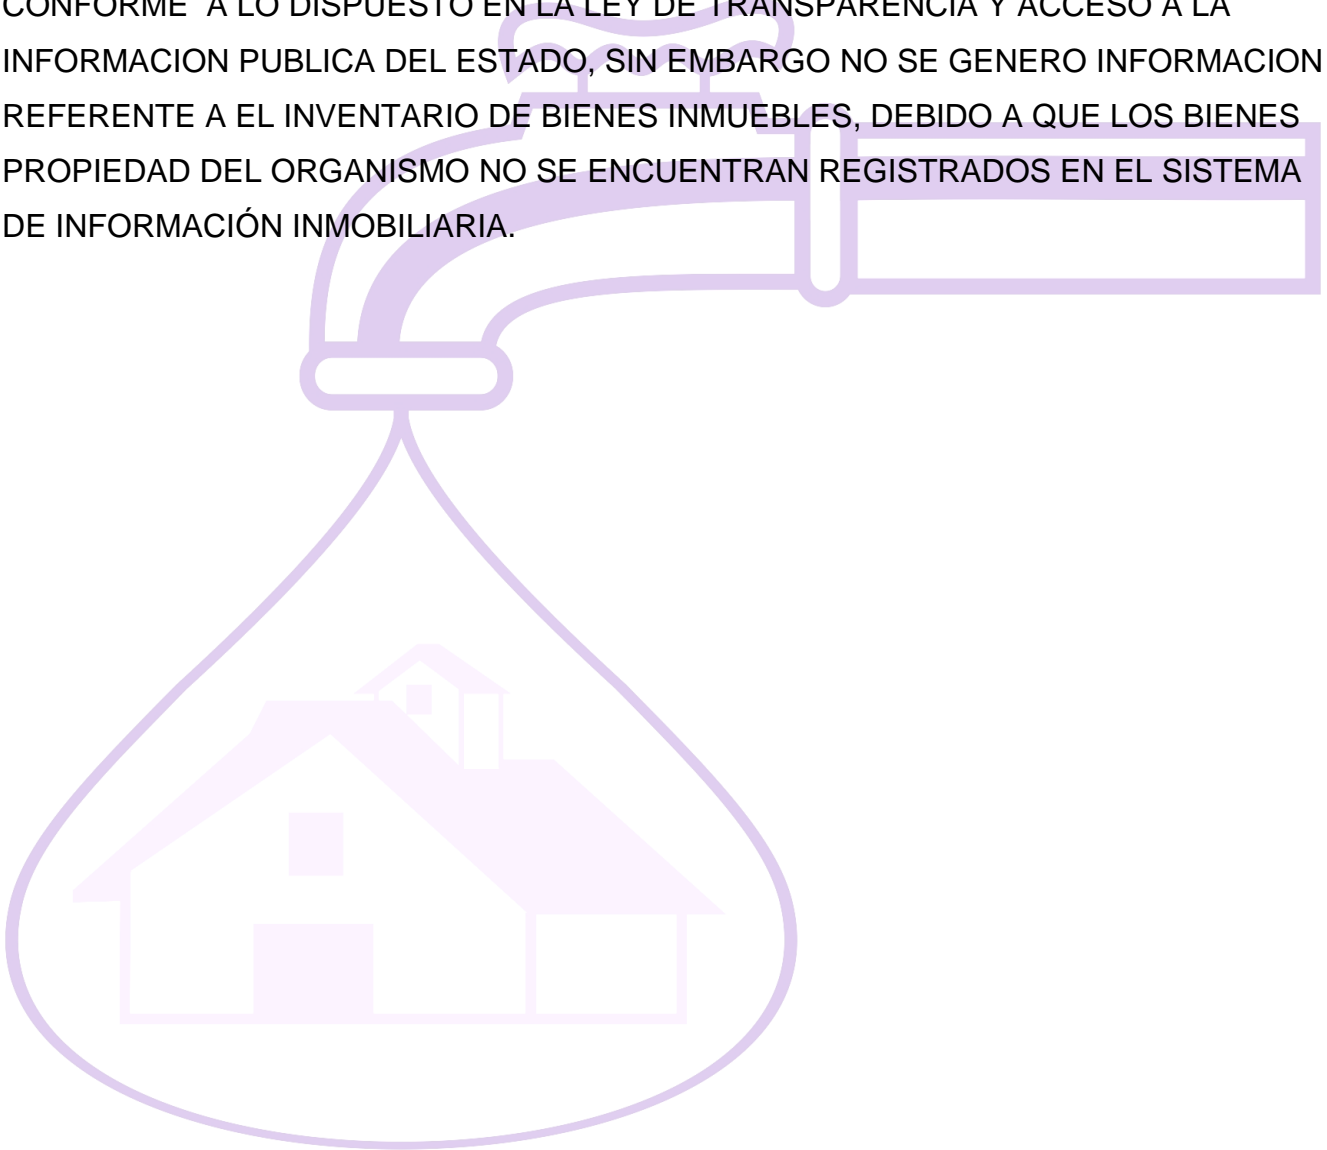 CONFORME  A LO DISPUESTO EN LA LEY DE TRANSPARENCIA Y ACCESO A LA
INFORMACION PUBLICA DEL ESTADO, SIN EMBARGO NO SE GENERO INFORMACION
REFERENTE A EL INVENTARIO DE BIENES INMUEBLES, DEBIDO A QUE LOS BIENES
PROPIEDAD DEL ORGANISMO NO SE ENCUENTRAN REGISTRADOS EN EL SISTEMA
DE INFORMACIÓN INMOBILIARIA.